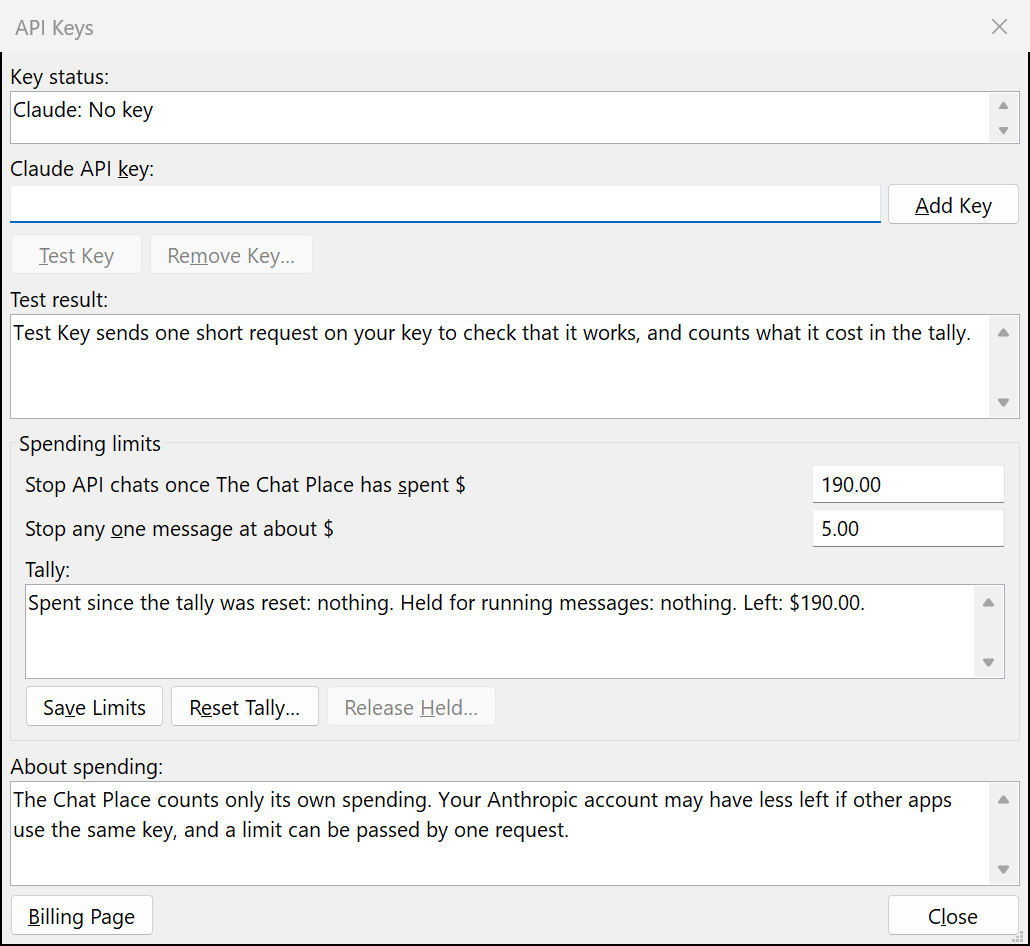 API Keys
Key status:
Claude: No key
Claude API key:
Add Key
Test Key
Remove Key...
Test result:
Test Key sends one short request on your key to check that it works, and counts what it cost in the tally.
Spending limits
Stop API chats once The Chat Place has spent $
190.00
Stop any one message at about $
5.00
Tally:
Spent since the tally was reset: nothing. Held for running messages: nothing. Left: $190.00.
Save Limits
Reset Tally...
Release Held...
About spending:
The Chat Place counts only its own spending. Your Anthropic account may have less left if other apps
use the same key, and a limit can be passed by one request.
Billing Page
Close